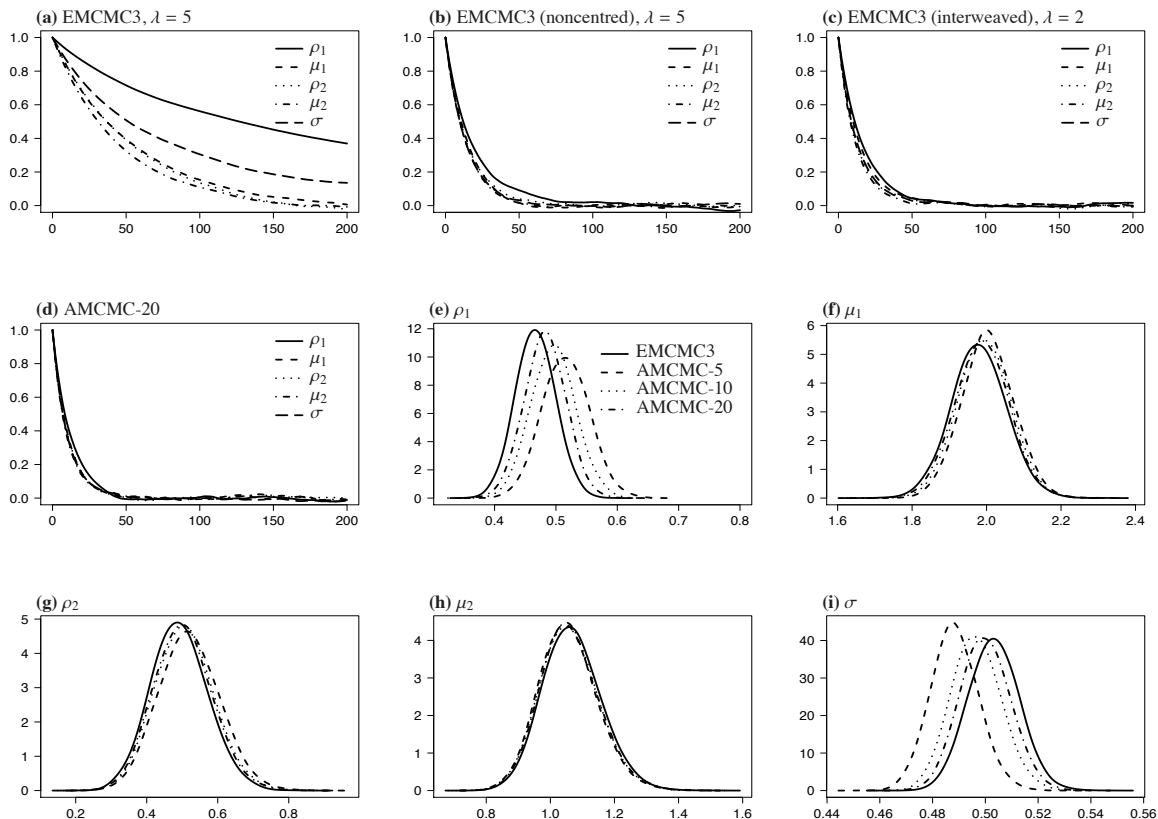 (a) EMCMC3, λ = 5
1.0
0.8
0.6
0.4
0.2
0.0
ρ1
μ1
ρ2
μ2
σ
0 50 100 150 200
(b) EMCMC3 (noncentred), λ = 5
1.0
0.8
0.6
0.4
0.2
0.0
ρ1
μ1
ρ2
μ2
σ
0 50 100 150 200
(c) EMCMC3 (interweaved), λ = 2
1.0
0.8
0.6
0.4
0.2
0.0
ρ1
μ1
ρ2
μ2
σ
0 50 100 150 200
(d) AMCMC-20
1.0
0.8
0.6
0.4
0.2
0.0
ρ1
μ1
ρ2
μ2
σ
0 50 100 150 200
(e) ρ1
12
10
8
6
4
2
0
EMCMC3
AMCMC-5
AMCMC-10
AMCMC-20
0.4 0.5 0.6 0.7 0.8
(f) μ1
6
5
4
3
2
1
0
1.6 1.8 2.0 2.2 2.4
(g) ρ2
5
4
3
2
1
0
0.2 0.4 0.6 0.8
(h) μ2
4
3
2
1
0
0.8 1.0 1.2 1.4 1.6
(i) σ
40
30
20
10
0
0.44 0.46 0.48 0.50 0.52 0.54 0.56